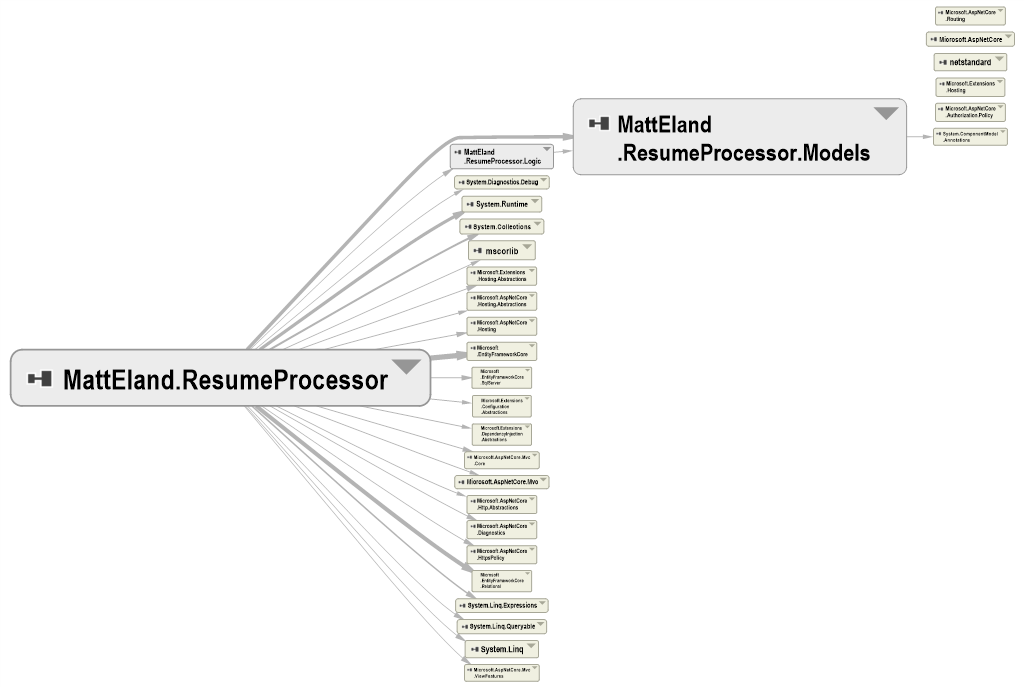 Microsoft.AspNetCore
.Routing
Microsoft.AspNetCore
netstandard
Microsoft.Extensions
.Hosting
Microsoft.AspNetCore
.Authorization.Policy
System.ComponentModel
.Annotations
MattEland
.ResumeProcessor.Models
MattEland
.ResumeProcessor.Logic
System.Diagnostics.Debug
System.Runtime
System.Collections
mscorlib
Microsoft.Extensions
.Hosting.Abstractions
Microsoft.AspNetCore
.Hosting.Abstractions
Microsoft.AspNetCore
.Hosting
Microsoft
.EntityFrameworkCore
MattEland.ResumeProcessor
Microsoft
.EntityFrameworkCore
.SqlServer
Microsoft.Extensions
.Configuration
.Abstractions
Microsoft.Extensions
.DependencyInjection
.Abstractions
Microsoft.AspNetCore.Mvc
.Core
Microsoft.AspNetCore.Mvc
Microsoft.AspNetCore
.Http.Abstractions
Microsoft.AspNetCore
.Diagnostics
Microsoft.AspNetCore
.HttpsPolicy
Microsoft
.EntityFrameworkCore
.Relational
System.Linq.Expressions
System.Linq.Queryable
System.Linq
Microsoft.AspNetCore.Mvc
.ViewFeatures